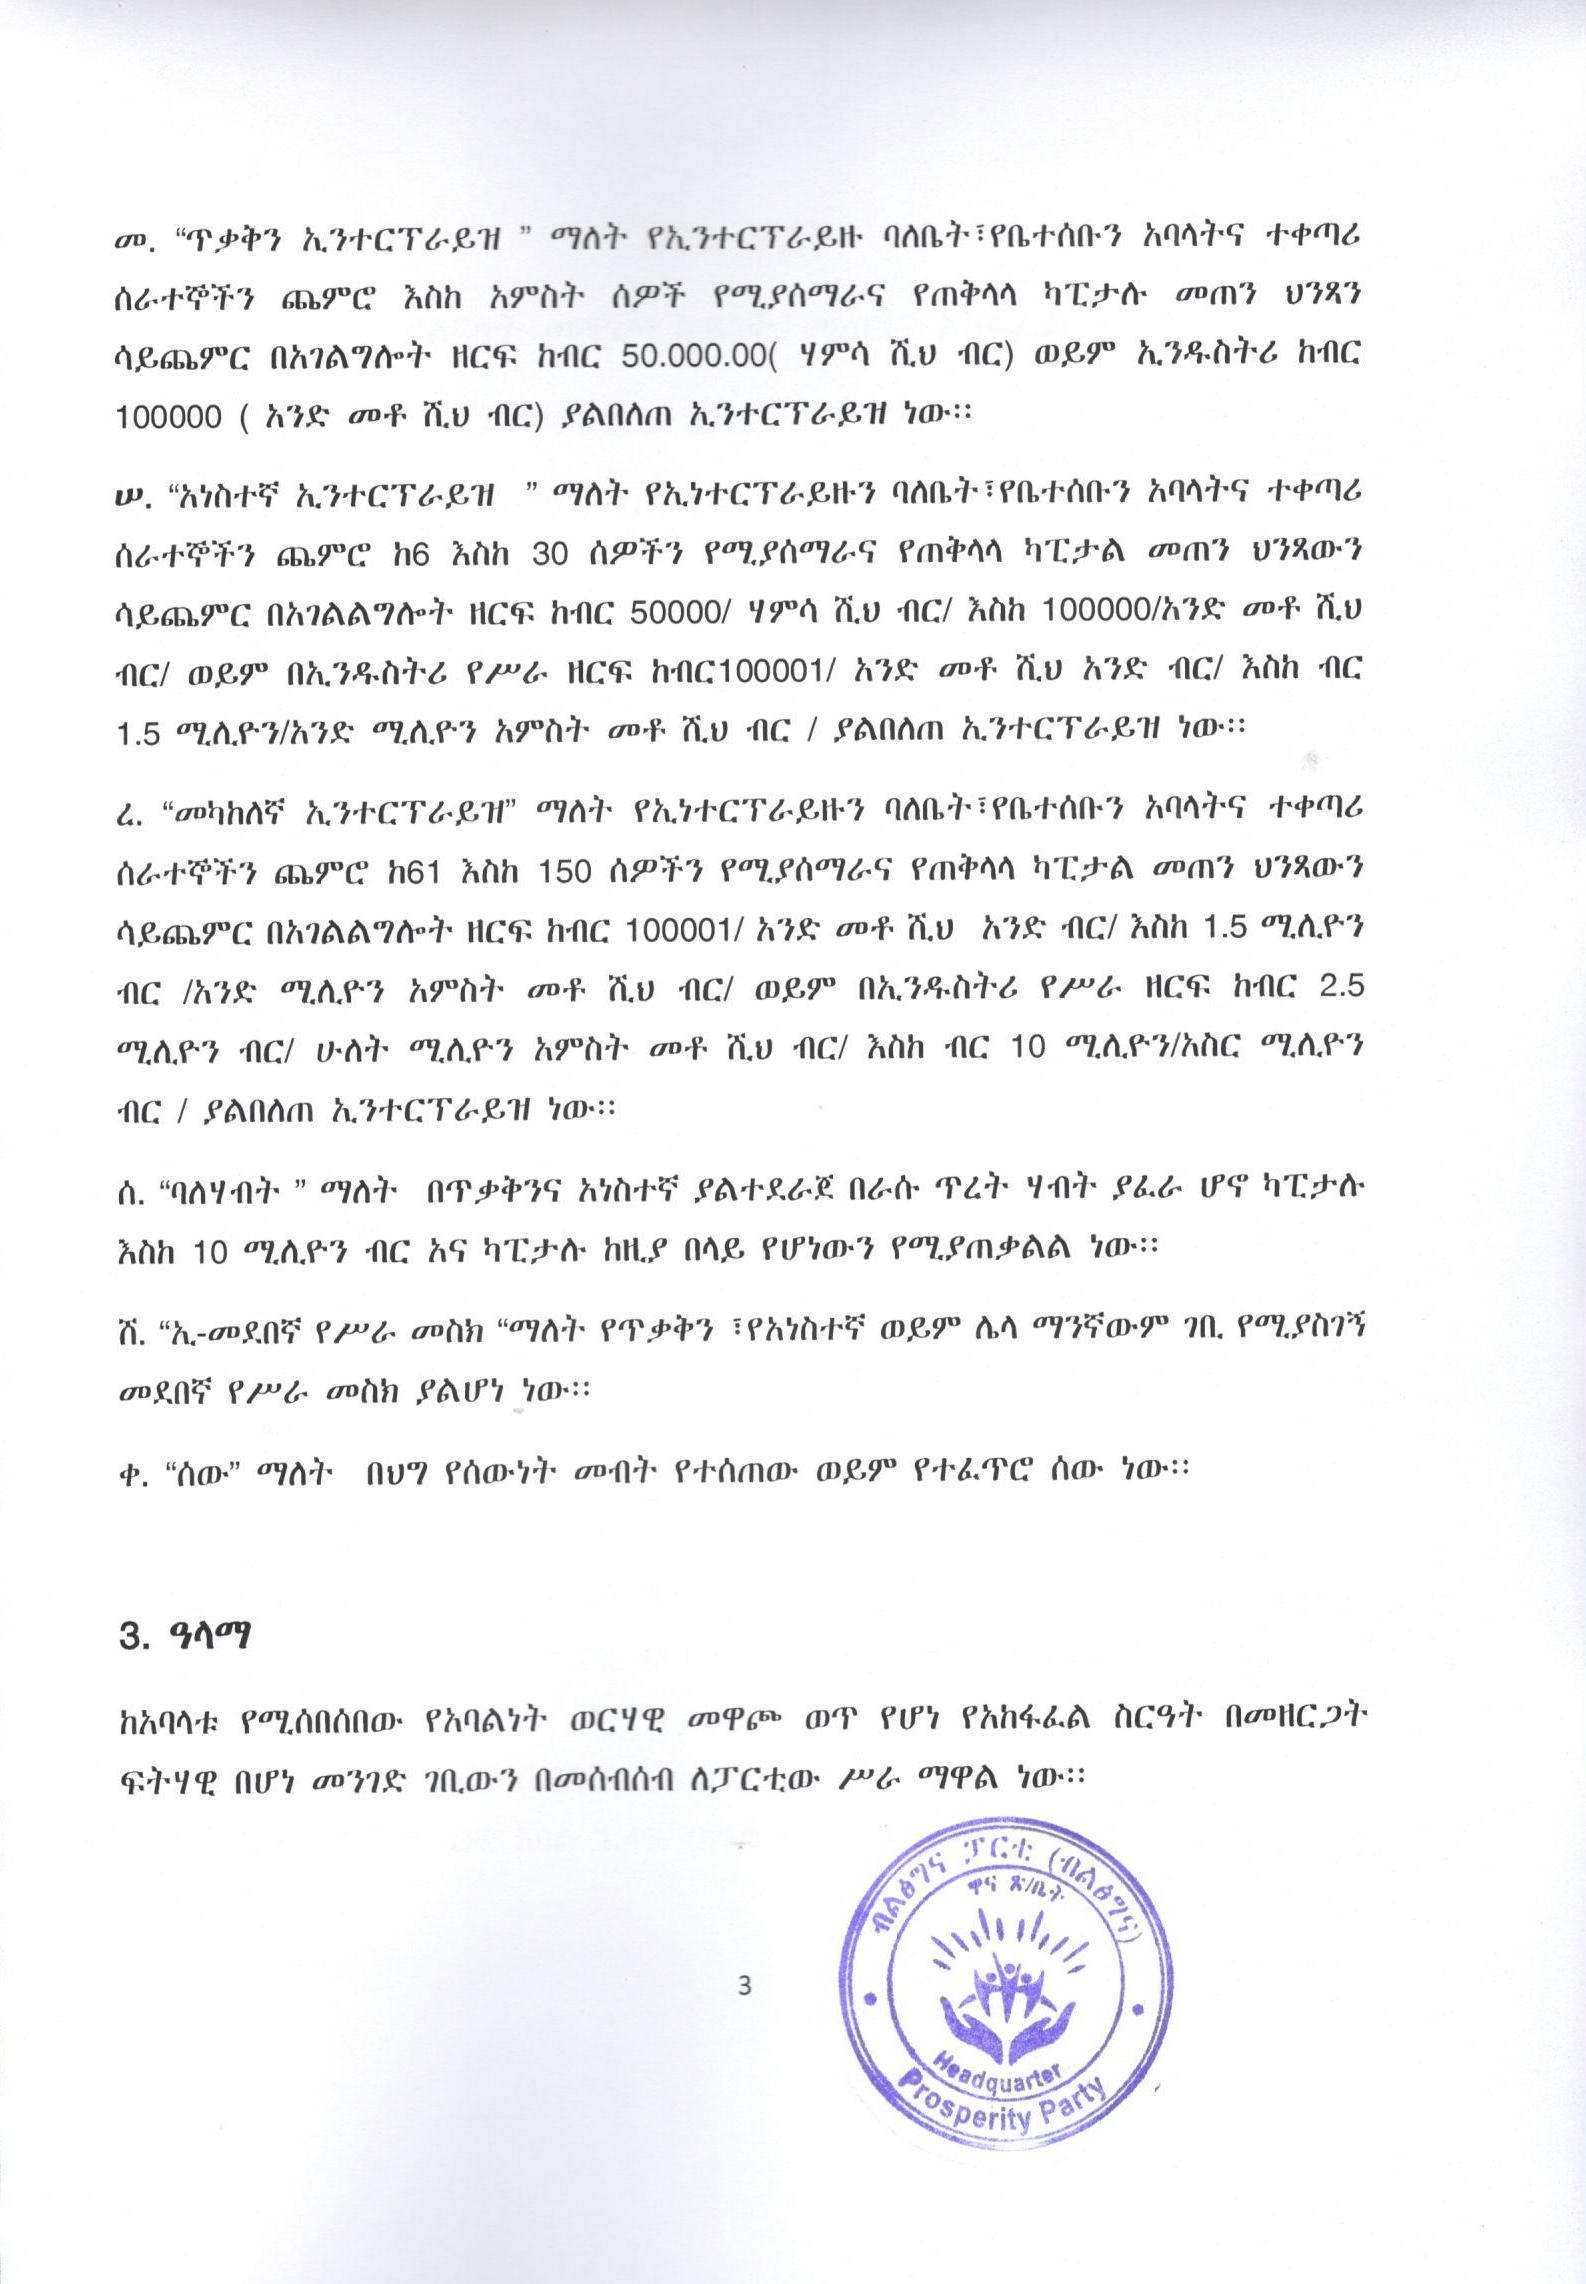 መ. “ጥቃቅን ኢንተርፕራይዝ ” ማለት የኢንተርፕራይዙ ባለቤት፣የቤተሰቡን አባላትና ተቀጣሪ
ሰራተኞችን ጨምሮ እስከ አምስት ሰዎች የሚያሰማራና የጠቅላላ ካፒታሉ መጠን ህንጻን
ሳይጨምር በአገልግሎት ዘርፍ ከብር 50.000.00( ሃምሳ ሺህ ብር) ወይም ኢንዱስትሪ ከብር
100000 ( አንድ መቶ ሺህ ብር) ያልበለጠ ኢንተርፕራይዝ ነው፡፡
ሠ. “አነስተኛ ኢንተርፕራይዝ ” ማለት የኢነተርፕራይዙን ባለቤት፣የቤተሰቡን አባላትና ተቀጣሪ
ሰራተኞችን ጨምሮ ከ6 እስከ 30 ሰዎችን የሚያሰማራና የጠቅላላ ካፒታል መጠን ህንጻውን
ሳይጨምር በአገልልግሎት ዘርፍ ከብር 50000/ ሃምሳ ሺህ ብር/ እስከ 100000/አንድ መቶ ሺህ
ብር/ ወይም በኢንዱስትሪ የሥራ ዘርፍ ከብር100001/ አንድ መቶ ሺህ አንድ ብር/ እስከ ብር
1.5 ሚሊዮን/አንድ ሚሊዮን አምስት መቶ ሺህ ብር / ያልበለጠ ኢንተርፕራይዝ ነው፡፡
ረ. “መካከለኛ ኢንተርፕራይዝ” ማለት የኢነተርፕራይዙን ባለቤት፣የቤተሰቡን አባላትና ተቀጣሪ
ሰራተኞችን ጨምሮ ከ61 እስከ 150 ሰዎችን የሚያሰማራና የጠቅላላ ካፒታል መጠን ህንጻውን
ሳይጨምር በአገልልግሎት ዘርፍ ከብር 100001/ አንድ መቶ ሺህ አንድ ብር/ እስከ 1.5 ሚሊዮን
ብር /አንድ ሚሊዮን አምስት መቶ ሺህ ብር/ ወይም በኢንዱስትሪ የሥራ ዘርፍ ከብር 2.5
ሚሊዮን ብር/ ሁለት ሚሊዮን አምስት መቶ ሺህ ብር/ እስከ ብር 10 ሚሊዮን/አስር ሚሊዮን
ብር / ያልበለጠ ኢንተርፕራይዝ ነው፡፡
ሰ. “ባለሃብት ” ማለት በጥቃቅንና አነስተኛ ያልተደራጀ በራሱ ጥረት ሃብት ያፈራ ሆኖ ካፒታሉ
እስከ 10 ሚሊዮን ብር እና ካፒታሉ ከዚያ በላይ የሆነውን የሚያጠቃልል ነው፡፡
ሸ. “ኢ-መደበኛ የሥራ መስክ “ማለት የጥቃቅን ፣የአነስተኛ ወይም ሌላ ማንኛውም ገቢ የሚያስገኝ
መደበኛ የሥራ መስክ ያልሆነ ነው፡፡
ቀ. “ሰው” ማለት በህግ የሰውነት መብት የተሰጠው ወይም የተፈጥሮ ሰው ነው፡፡
3. ዓላማ
ከአባላቱ የሚሰበሰበው የአባልነት ወርሃዊ መዋጮ ወጥ የሆነ የአከፋፈል ስርዓት በመዘርጋት
ፍትሃዊ በሆነ መንገድ ገቢውን በመሰብሰብ ለፓርቲው ሥራ ማዋል ነው፡፡
ብልፅግና ፓርቲ (ብልፅግና)
ዋና ጽ/ቤት
Headquarter
Prosperity Party
3